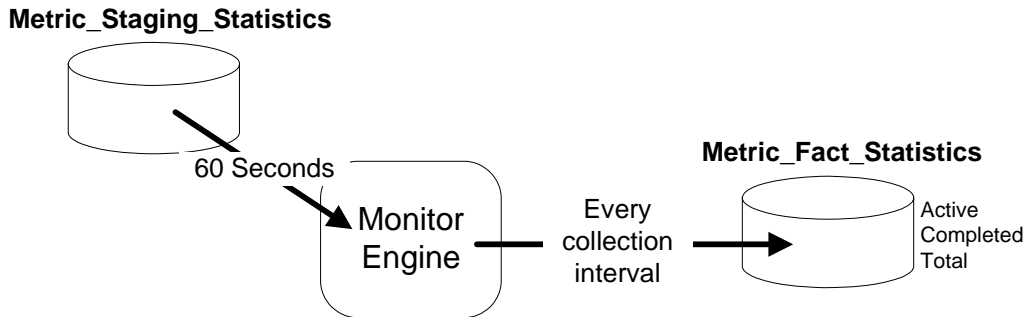 Metric_Staging_Statistics
60 Seconds
Monitor
Engine
Every
collection
interval
Metric_Fact_Statistics
Active
Completed
Total